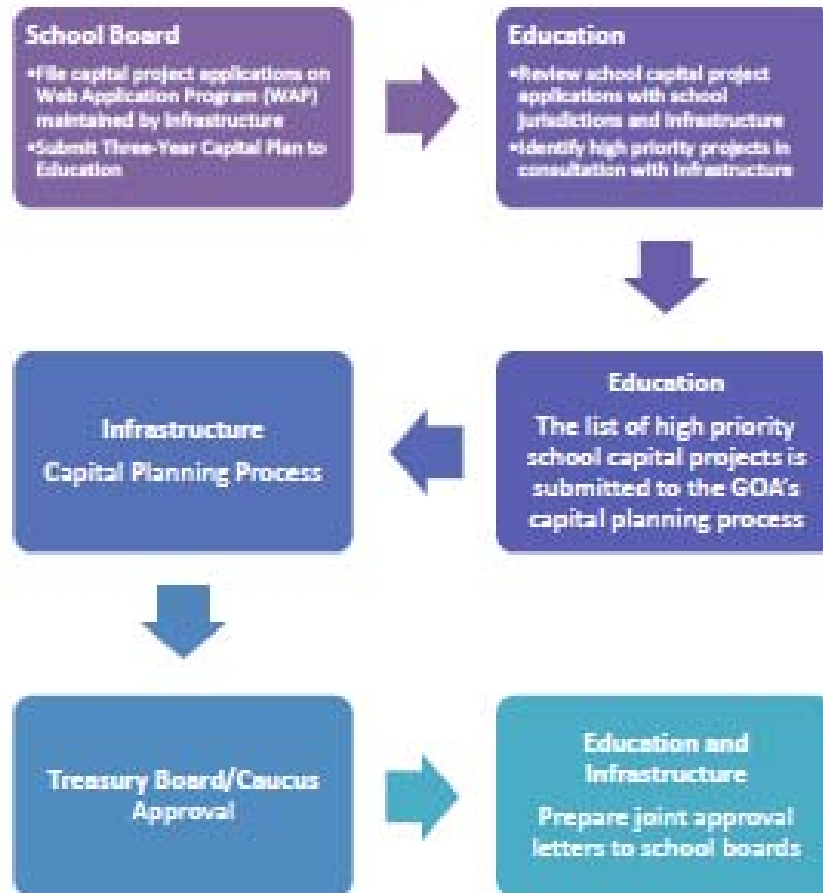 School Board
•File capital project applications on
Web Application Program (WAP)
maintained by Infrastructure
•Submit Three-Year Capital Plan to
Education
Education
•Review school capital project
applications with school
jurisdictions and Infrastructure
•Identify high priority projects in
consultation with Infrastructure
Education
The list of high priority
school capital projects is
submitted to the GOA's
capital planning process
Infrastructure
Capital Planning Process
Treasury Board/Caucus
Approval
Education and
Infrastructure
Prepare joint approval
letters to school boards